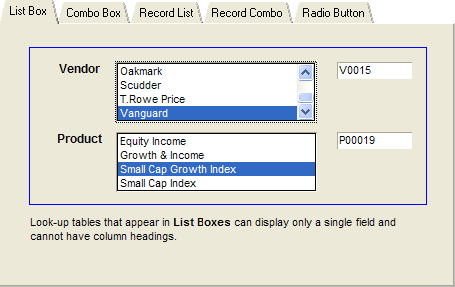 List Box Combo Box Record List Record Combo Radio Button
Vendor
Oakmark
Scudder
T.Rowe Price
Vanguard
V0015
Product
Equity Income
Growth & Income
Small Cap Growth Index
Small Cap Index
P00019
Look-up tables that appear in List Boxes can display only a single field and
cannot have column headings.